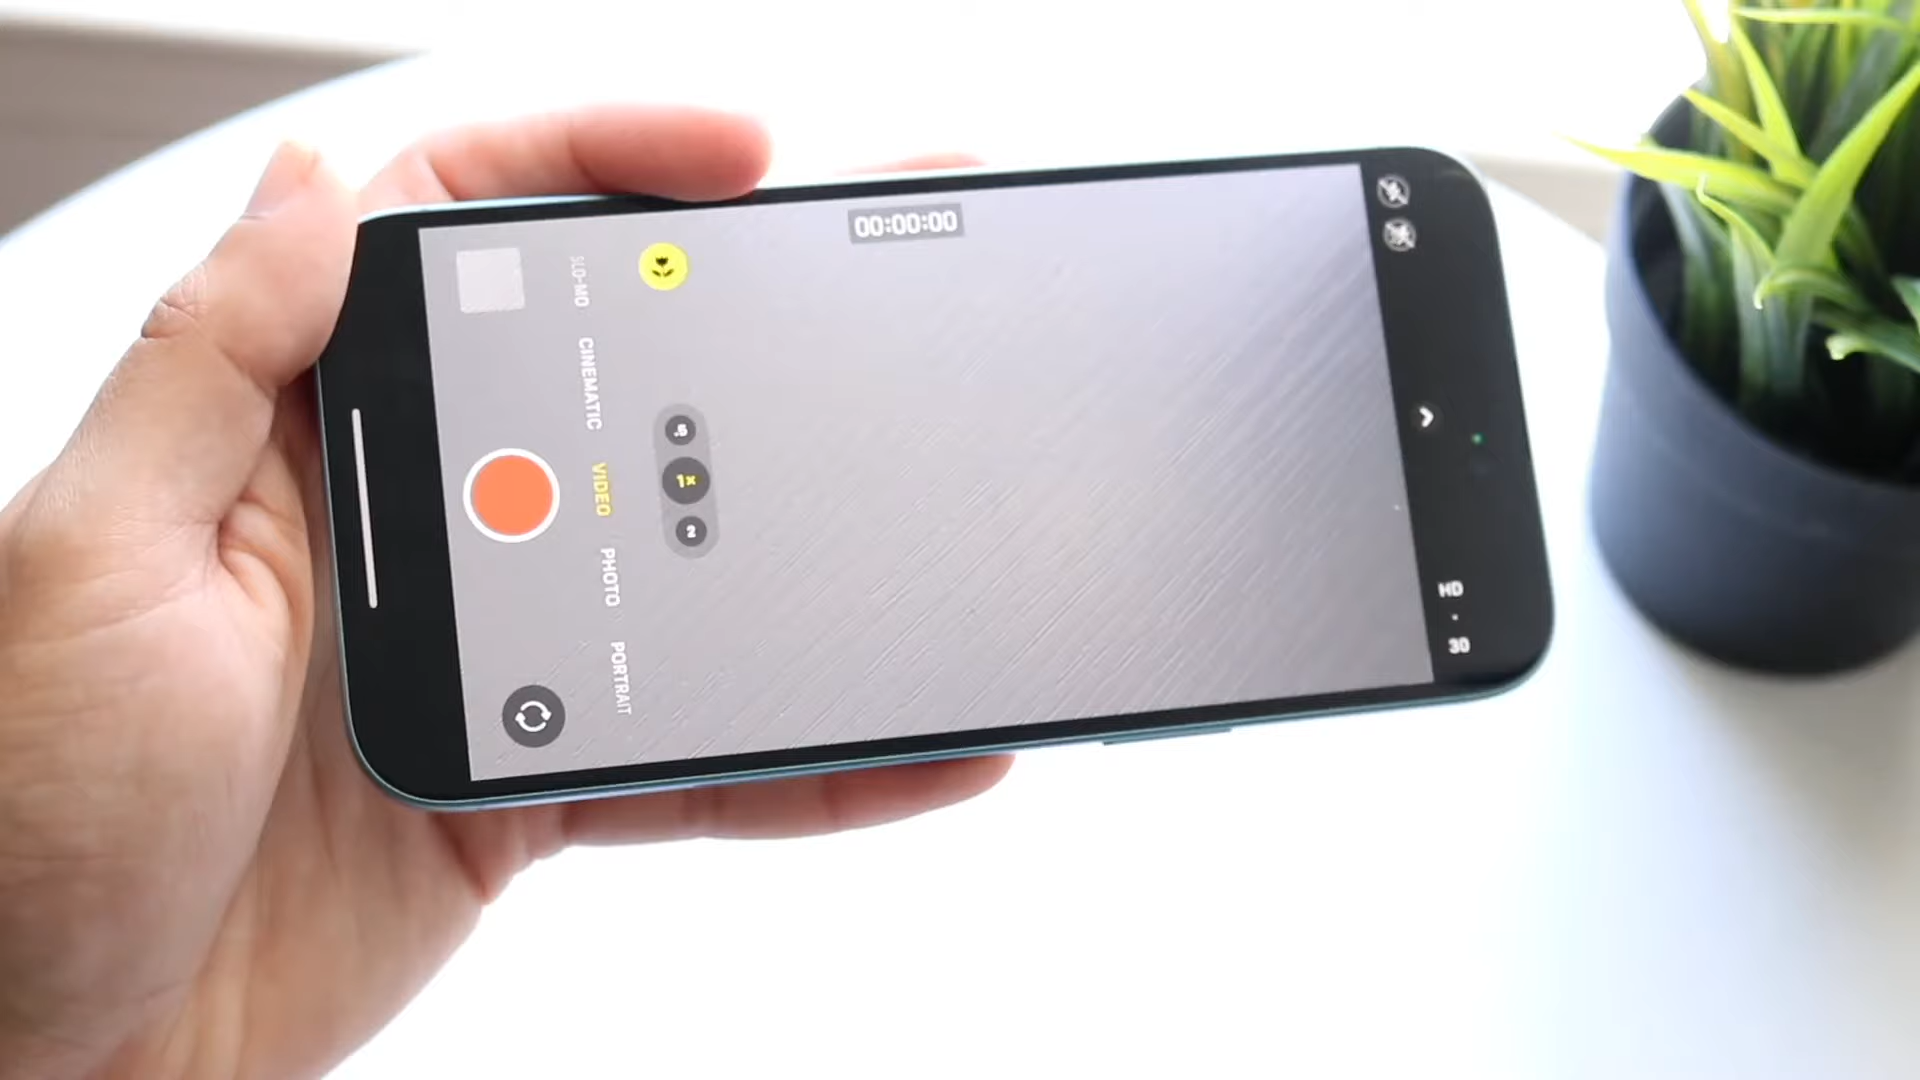 00:00:00
SLO-MO
CINEMATIC
VIDEO
PHOTO
PORTRAIT
.5
1×
2
HD · 30